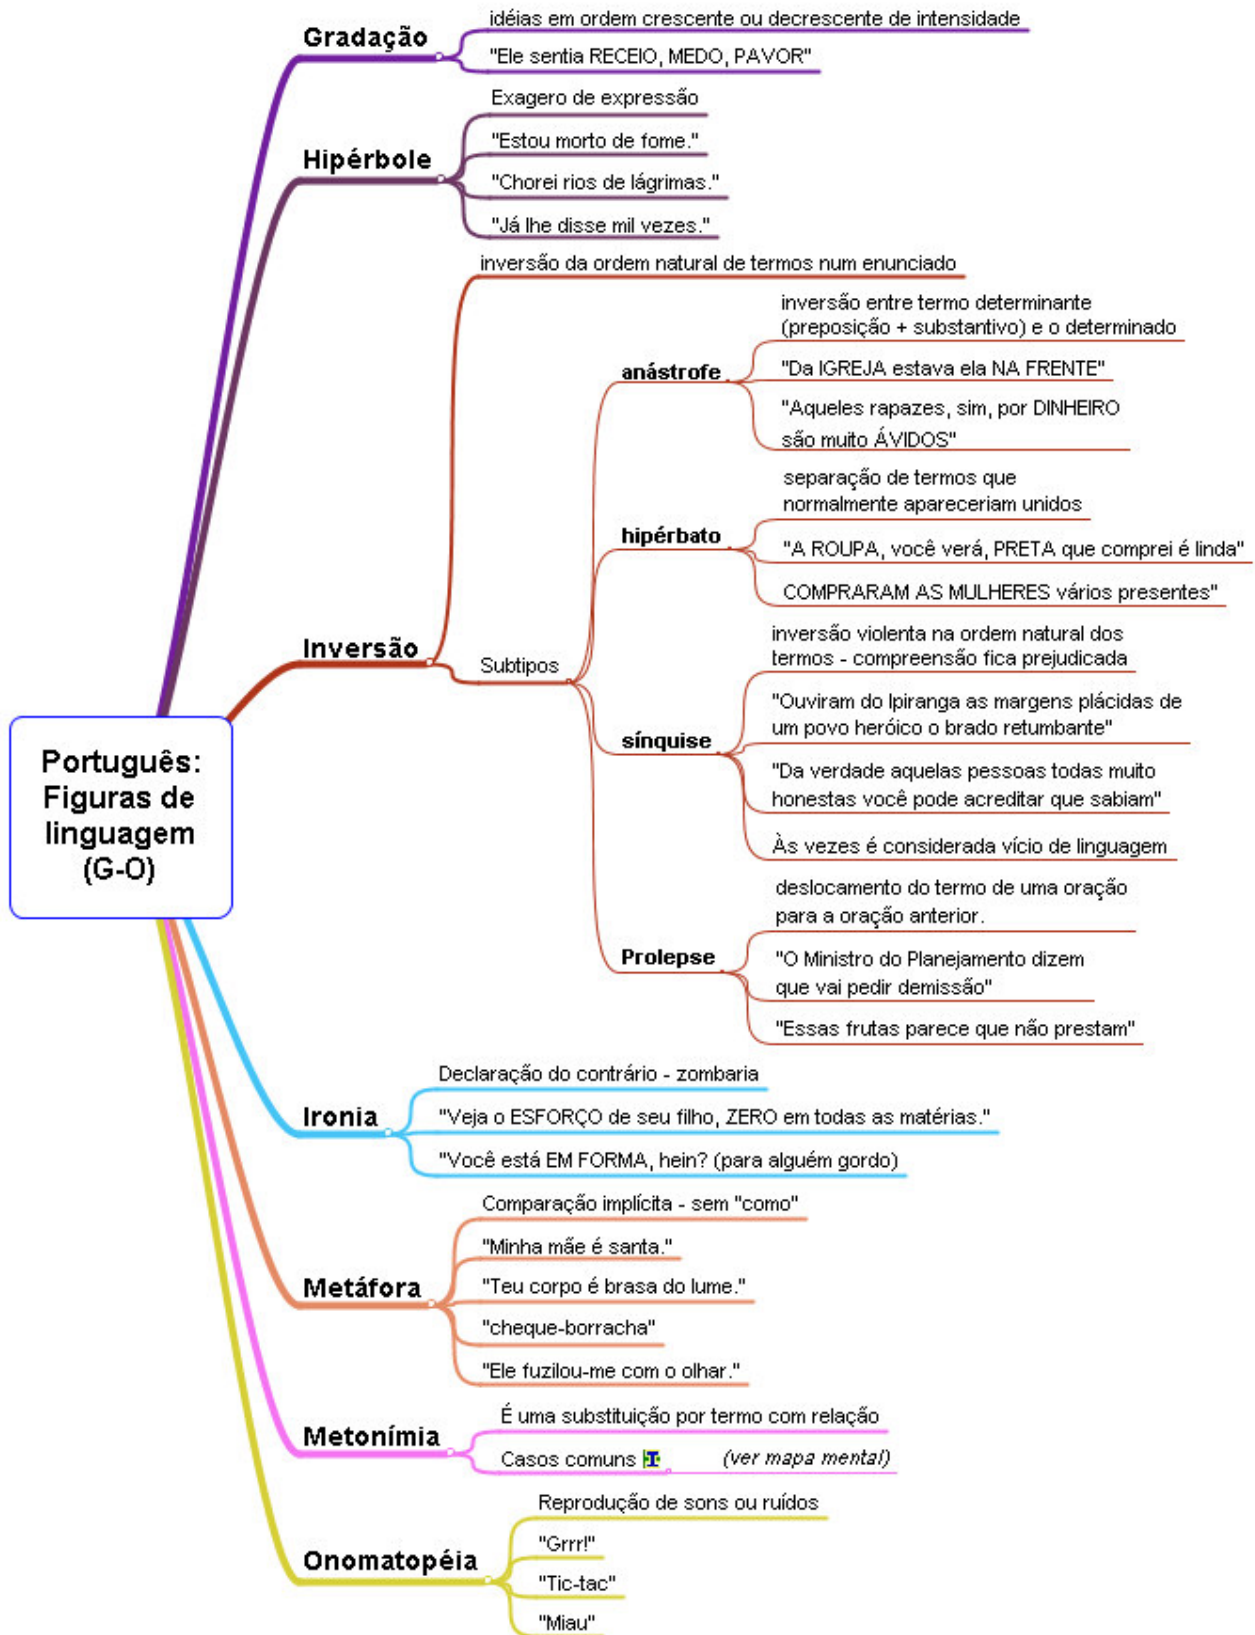 Gradação
idéias em ordem crescente ou decrescente de intensidade
"Ele sentia RECEIO, MEDO, PAVOR"
Hipérbole
Exagero de expressão
"Estou morto de fome."
"Chorei rios de lágrimas."
"Já lhe disse mil vezes."
Inversão
inversão da ordem natural de termos num enunciado
Subtipos
anástrofe
inversão entre termo determinante
(preposição + substantivo) e o determinado
"Da IGREJA estava ela NA FRENTE"
"Aqueles rapazes, sim, por DINHEIRO
são muito ÁVIDOS"
hipérbato
separação de termos que
normalmente apareceriam unidos
"A ROUPA, você verá, PRETA que comprei é linda"
COMPRARAM AS MULHERES vários presentes"
sínquise
inversão violenta na ordem natural dos
termos - compreensão fica prejudicada
"Ouviram do Ipiranga as margens plácidas de
um povo heróico o brado retumbante"
"Da verdade aquelas pessoas todas muito
honestas você pode acreditar que sabiam"
Às vezes é considerada vício de linguagem
Prolepse
deslocamento do termo de uma oração
para a oração anterior.
"O Ministro do Planejamento dizem
que vai pedir demissão"
"Essas frutas parece que não prestam"
Português:
Figuras de
linguagem
(G-O)
Ironia
Declaração do contrário - zombaria
"Veja o ESFORÇO de seu filho, ZERO em todas as matérias."
"Você está EM FORMA, hein? (para alguém gordo)
Metáfora
Comparação implícita - sem "como"
"Minha mãe é santa."
"Teu corpo é brasa do lume."
"cheque-borracha"
"Ele fuzilou-me com o olhar."
Metonímia
É uma substituição por termo com relação
Casos comuns (ver mapa mental)
Onomatopéia
Reprodução de sons ou ruídos
"Grrr!"
"Tic-tac"
"Miau"